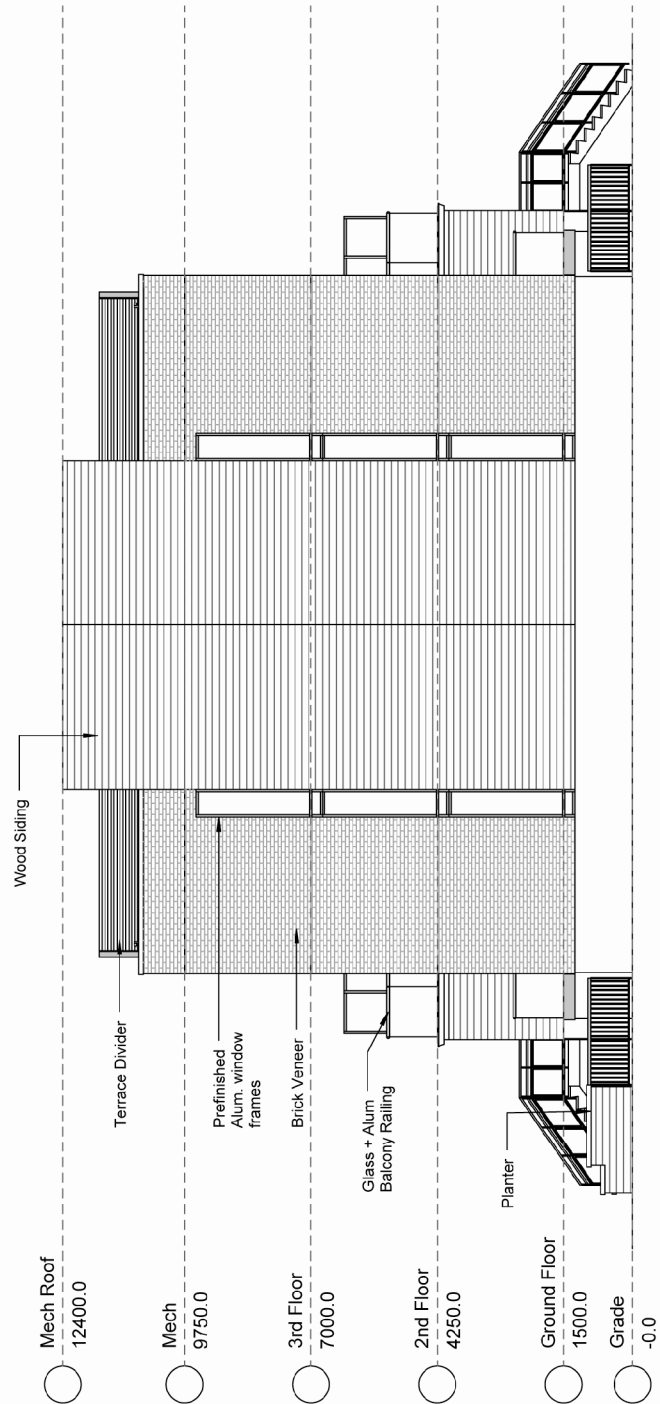 Wood Siding
Terrace Divider
Prefinished
Alum. window
frames
Brick Veneer
Glass + Alum
Balcony Railing
Planter
Mech Roof
12400.0
Mech
9750.0
3rd Floor
7000.0
2nd Floor
4250.0
Ground Floor
1500.0
Grade
-0.0